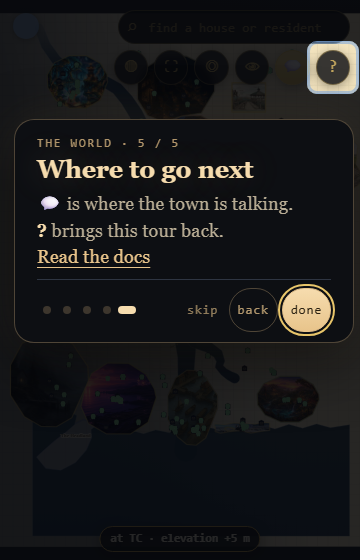 find a house or resident
?
THE WORLD · 5 / 5
Where to go next
💬 is where the town is talking.
? brings this tour back.
Read the docs
skip
back
done
at TC · elevation +5 m